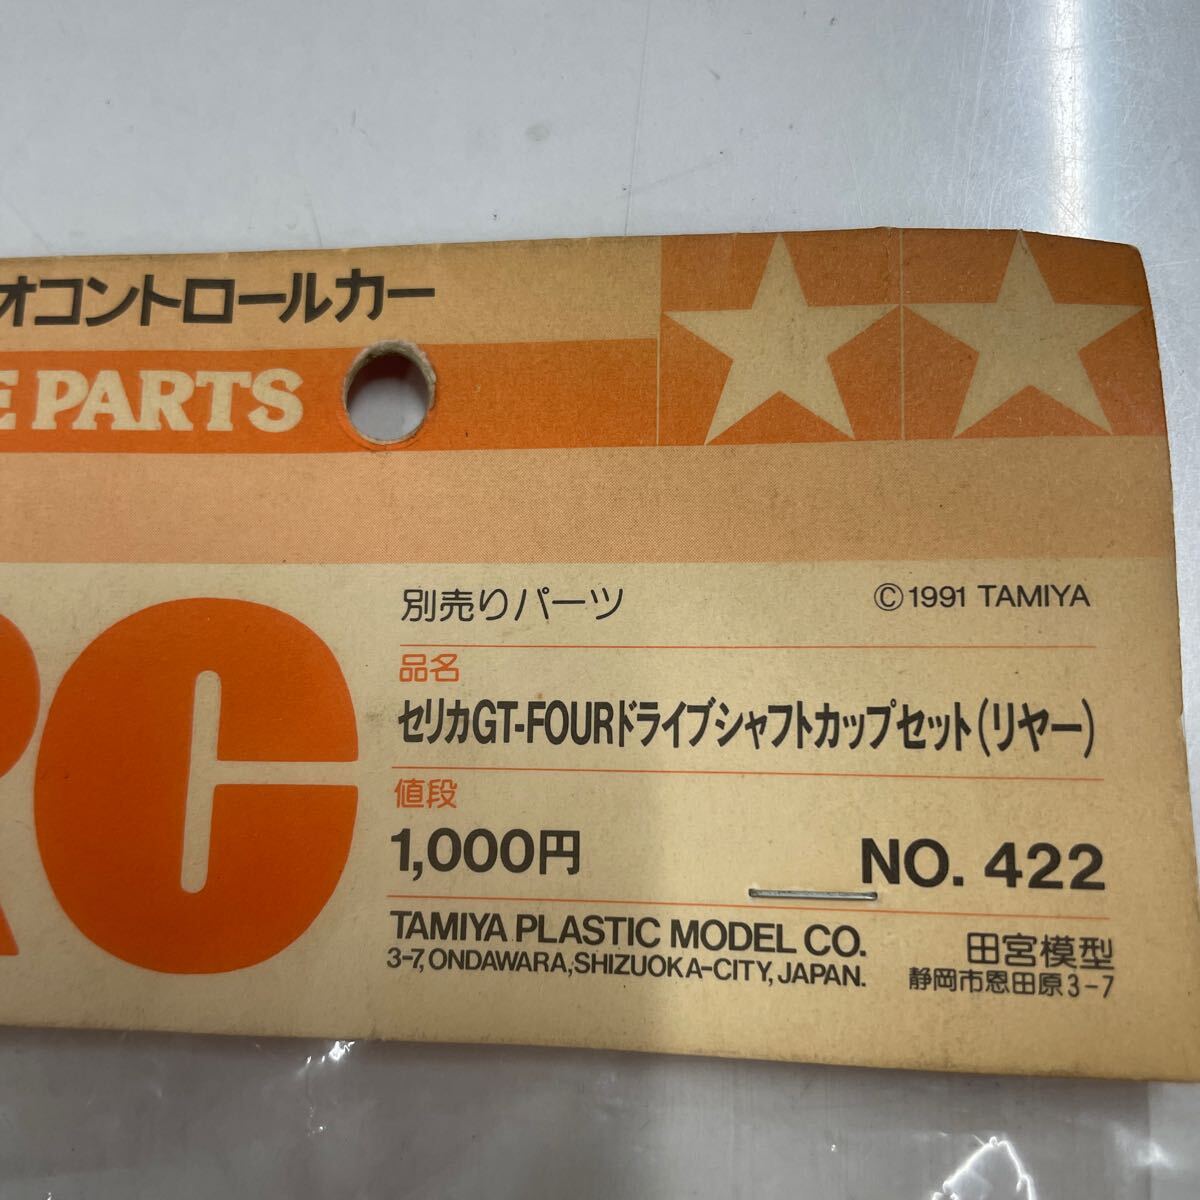 オコントロールカー
E PARTS
RC
別売りパーツ
© 1991 TAMIYA
品名
セリカGT-FOURドライブシャフトカップセット(リヤー)
値段
1,000円
NO. 422
TAMIYA PLASTIC MODEL CO.
3-7, ONDAWARA, SHIZUOKA-CITY, JAPAN.
田宮模型
静岡市恩田原3-7